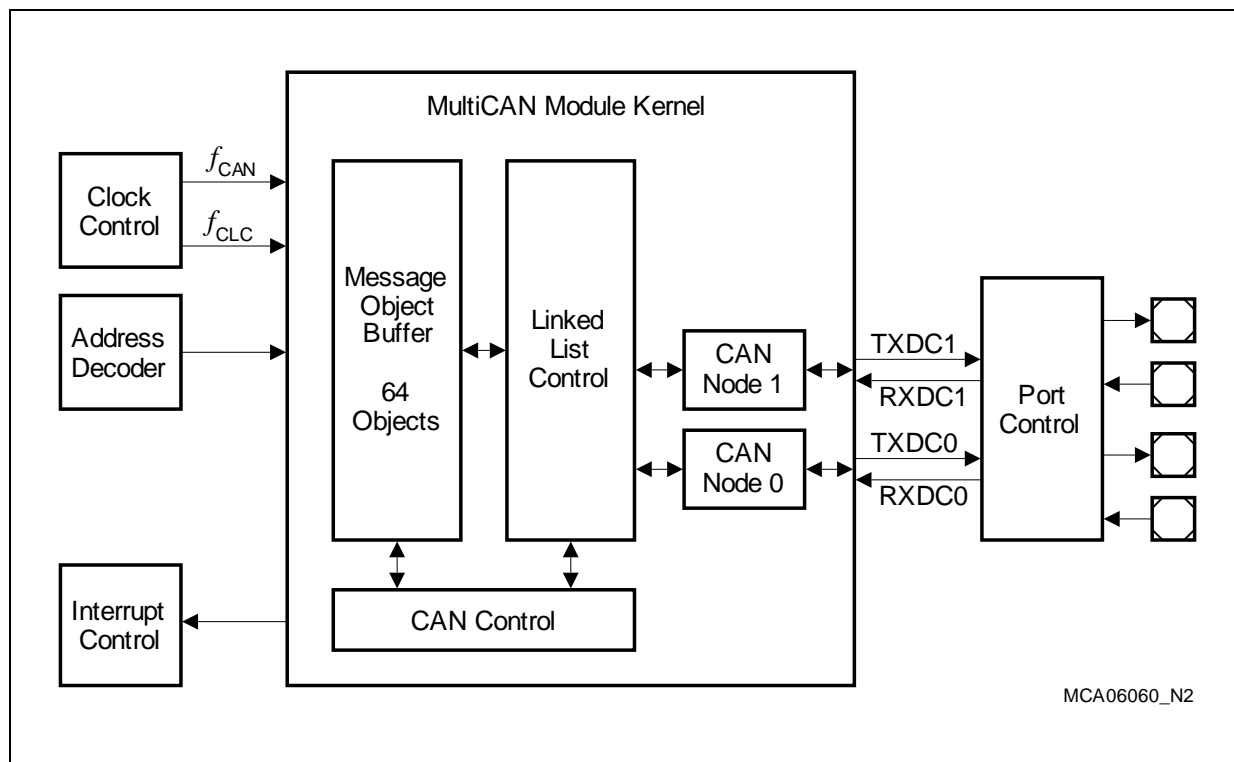 MultiCAN Module Kernel
Clock
Control
fCAN
fCLC
Address
Decoder
Interrupt
Control
Message
Object
Buffer
64
Objects
Linked
List
Control
CAN
Node 1
CAN
Node 0
CAN Control
TXDC1
RXDC1
TXDC0
RXDC0
Port
Control
MCA06060_N2